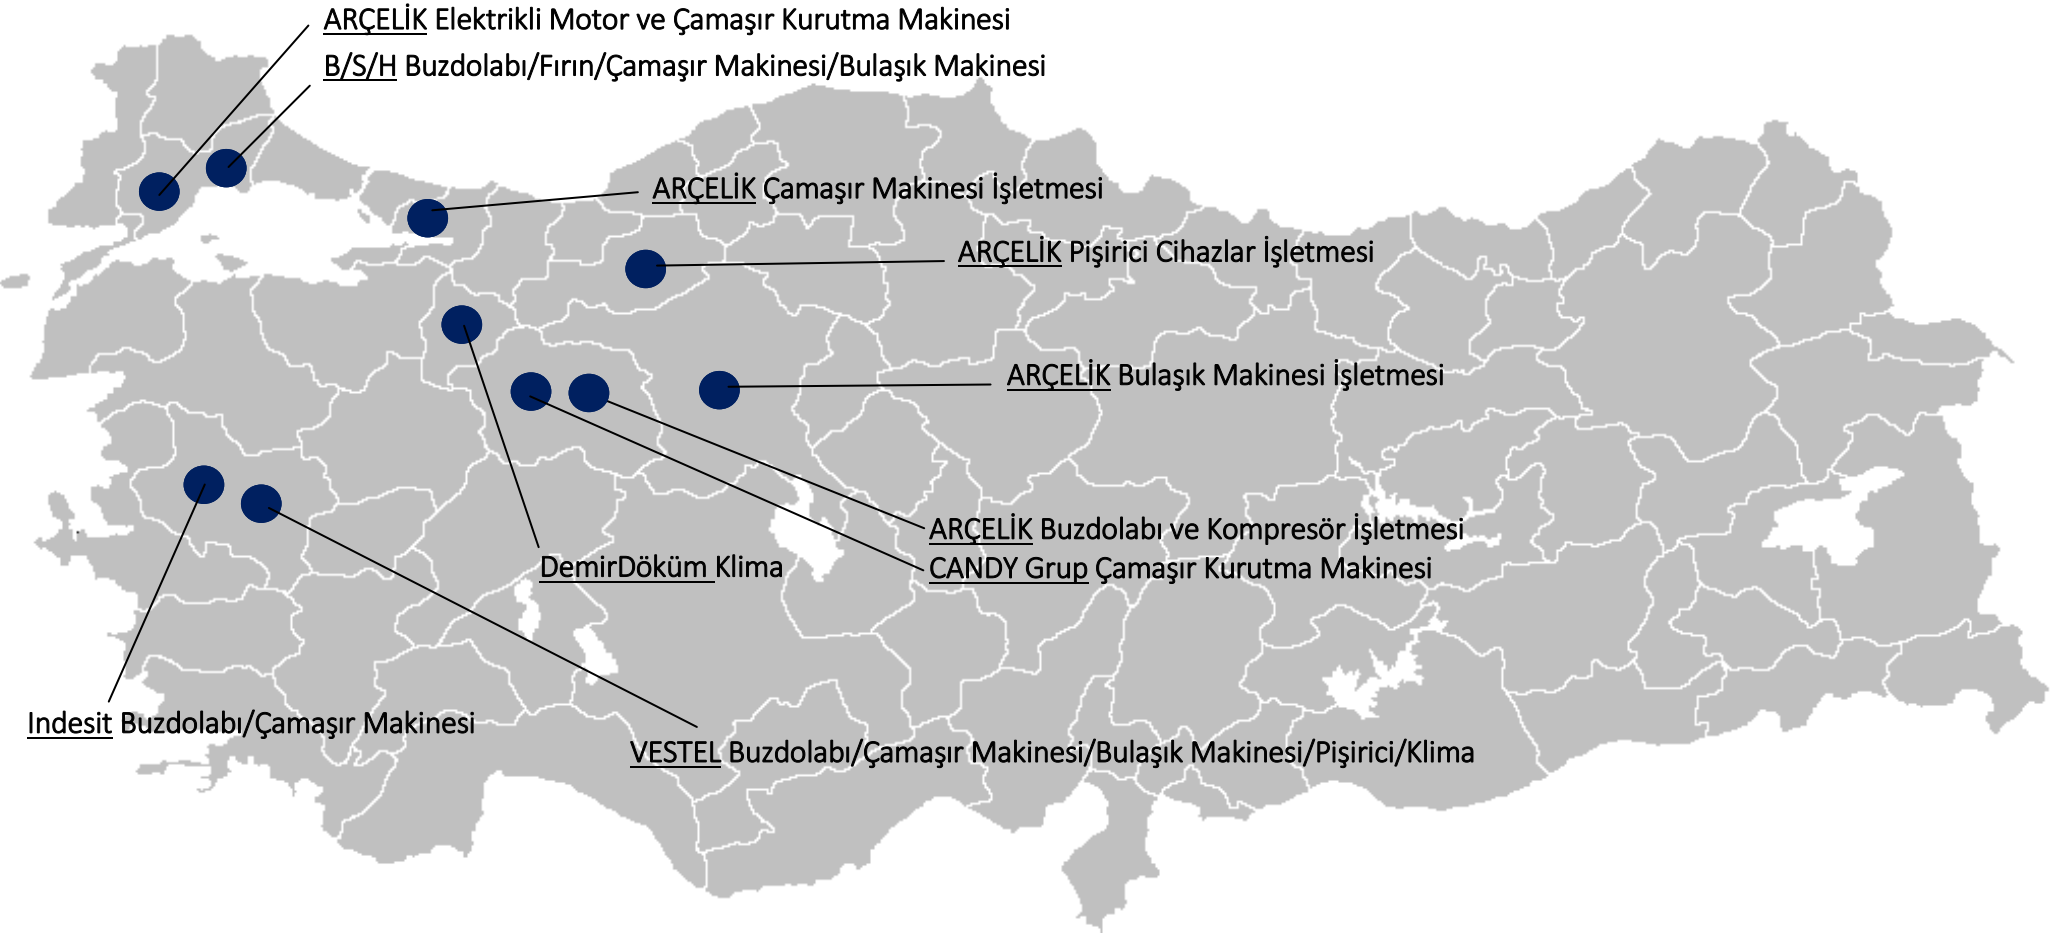 ARÇELİK Elektrikli Motor ve Çamaşır Kurutma Makinesi
B/S/H Buzdolabı/Fırın/Çamaşır Makinesi/Bulaşık Makinesi
ARÇELİK Çamaşır Makinesi İşletmesi
ARÇELİK Pişirici Cihazlar İşletmesi
ARÇELİK Bulaşık Makinesi İşletmesi
ARÇELİK Buzdolabı ve Kompresör İşletmesi
DemirDöküm Klima
CANDY Grup Çamaşır Kurutma Makinesi
Indesit Buzdolabı/Çamaşır Makinesi
VESTEL Buzdolabı/Çamaşır Makinesi/Bulaşık Makinesi/Pişirici/Klima